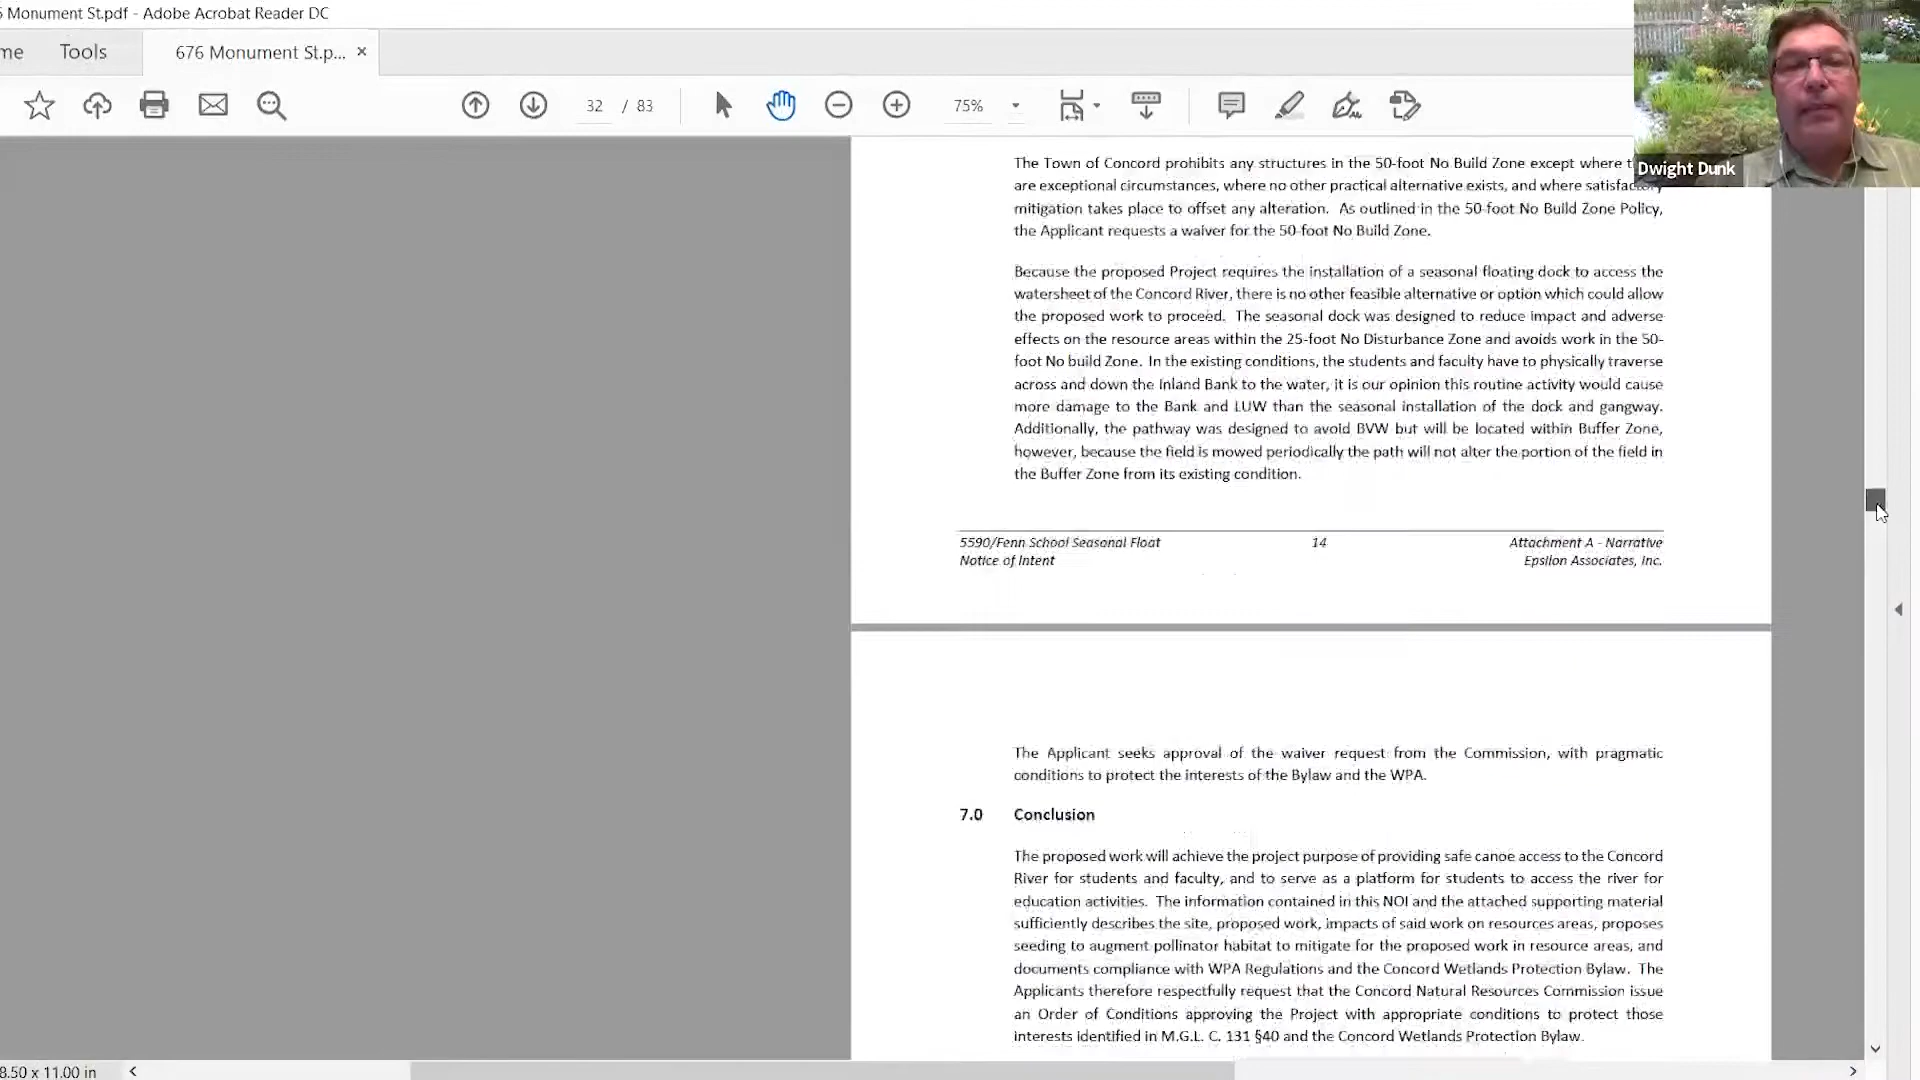 6 Monument St.pdf - Adobe Acrobat Reader DC
me
Tools
676 Monument St.p...
32 / 83
75%
Dwight Dunk
The Town of Concord prohibits any structures in the 50-foot No Build Zone except where
are exceptional circumstances, where no other practical alternative exists, and where satisfactory
mitigation takes place to offset any alteration. As outlined in the 50-foot No Build Zone Policy,
the Applicant requests a waiver for the 50-foot No Build Zone.
Because the proposed Project requires the installation of a seasonal floating dock to access the
watersheet of the Concord River, there is no other feasible alternative or option which could allow
the proposed work to proceed. The seasonal dock was designed to reduce impact and adverse
effects on the resource areas within the 25-foot No Disturbance Zone and avoids work in the 50-
foot No build Zone. In the existing conditions, the students and faculty have to physically traverse
across and down the Inland Bank to the water, it is our opinion this routine activity would cause
more damage to the Bank and LUW than the seasonal installation of the dock and gangway.
Additionally, the pathway was designed to avoid BVW but will be located within Buffer Zone,
however, because the field is mowed periodically the path will not alter the portion of the field in
the Buffer Zone from its existing condition.
5590/Fenn School Seasonal Float 14 Attachment A - Narrative
Notice of Intent Epsilon Associates, Inc.
The Applicant seeks approval of the waiver request from the Commission, with pragmatic
conditions to protect the interests of the Bylaw and the WPA.
7.0 Conclusion
The proposed work will achieve the project purpose of providing safe canoe access to the Concord
River for students and faculty, and to serve as a platform for students to access the river for
education activities. The information contained in this NOI and the attached supporting material
sufficiently describes the site, proposed work, impacts of said work on resources areas, proposes
seeding to augment pollinator habitat to mitigate for the proposed work in resource areas, and
documents compliance with WPA Regulations and the Concord Wetlands Protection Bylaw. The
Applicants therefore respectfully request that the Concord Natural Resources Commission issue
an Order of Conditions approving the Project with appropriate conditions to protect those
interests identified in M.G.L. C. 131 §40 and the Concord Wetlands Protection Bylaw.
8.50 x 11.00 in